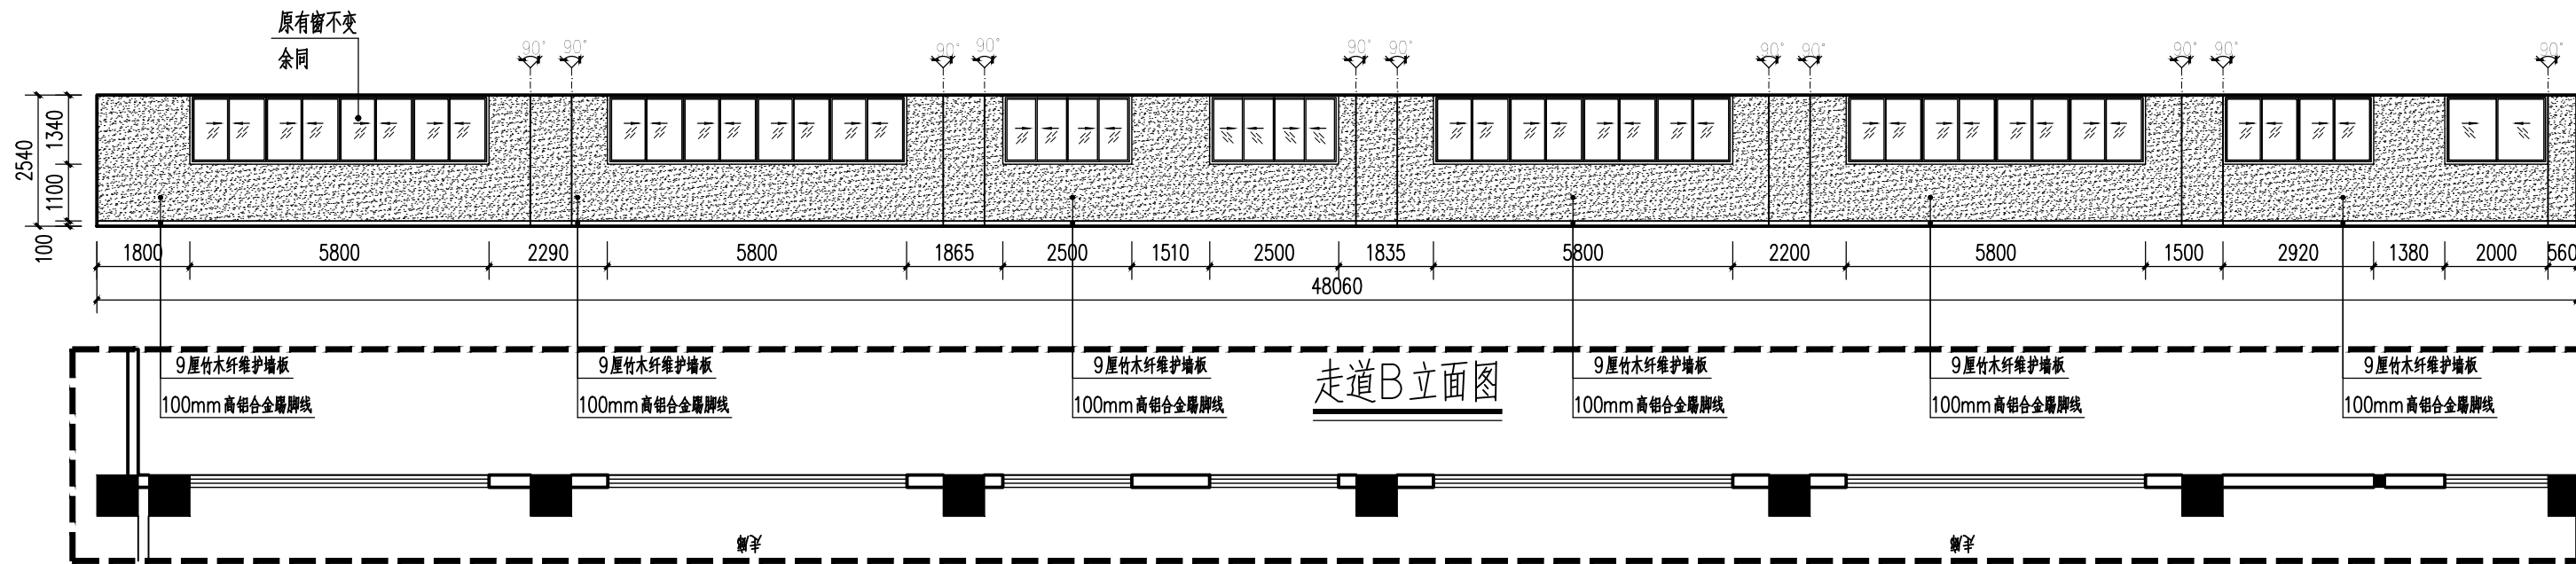 原有窗不变
余同
90°
90°
90°
90°
90°
90°
90°
90°
90°
90°
90°
2540
1340
1100
100
1800
5800
2290
5800
1865
2500
1510
2500
1835
5800
2200
5800
1500
2920
1380
2000
560
48060
9厘竹木纤维护墙板
100mm高铝合金踢脚线
9厘竹木纤维护墙板
100mm高铝合金踢脚线
9厘竹木纤维护墙板
100mm高铝合金踢脚线
走道B立面图
9厘竹木纤维护墙板
100mm高铝合金踢脚线
9厘竹木纤维护墙板
100mm高铝合金踢脚线
9厘竹木纤维护墙板
100mm高铝合金踢脚线
走廊
走廊